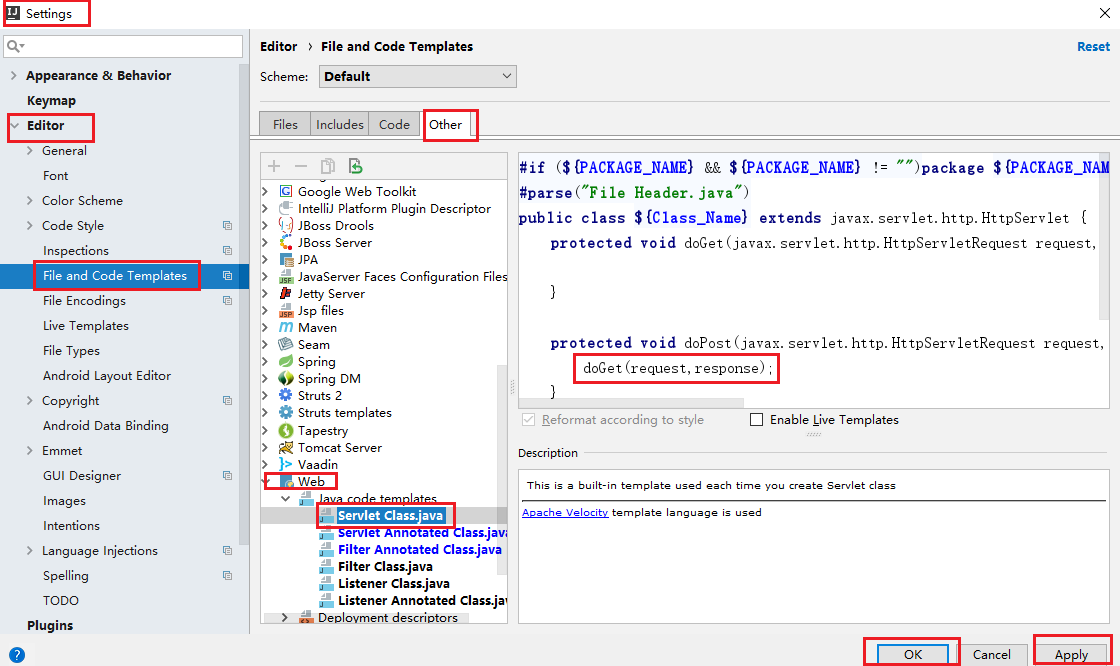 Settings
Editor › File and Code Templates
Reset
Scheme: Default
Appearance & Behavior
Keymap
Editor
General
Font
Color Scheme
Code Style
Inspections
File and Code Templates
File Encodings
Live Templates
File Types
Android Layout Editor
Copyright
Android Data Binding
Emmet
GUI Designer
Images
Intentions
Language Injections
Spelling
TODO
Plugins
Files Includes Code Other
Google Web Toolkit
IntelliJ Platform Plugin Descriptor
JBoss Drools
JBoss Server
JPA
JavaServer Faces Configuration Files
Jetty Server
Jsp files
Maven
Seam
Spring
Spring DM
Struts 2
Struts templates
Tapestry
Tomcat Server
Vaadin
Web
Java code templates
Servlet Class.java
Servlet Annotated Class.java
Filter Annotated Class.java
Filter Class.java
Listener Class.java
Listener Annotated Class.jav
Deployment descriptors
#if (${PACKAGE_NAME} && ${PACKAGE_NAME} != "")package ${PACKAGE_NAM
#parse("File Header.java")
public class ${Class_Name} extends javax.servlet.http.HttpServlet {
protected void doGet(javax.servlet.http.HttpServletRequest request,
}
protected void doPost(javax.servlet.http.HttpServletRequest request,
doGet(request,response);
}
Reformat according to style
Enable Live Templates
Description
This is a built-in template used each time you create Servlet class
Apache Velocity template language is used
?
OK Cancel Apply